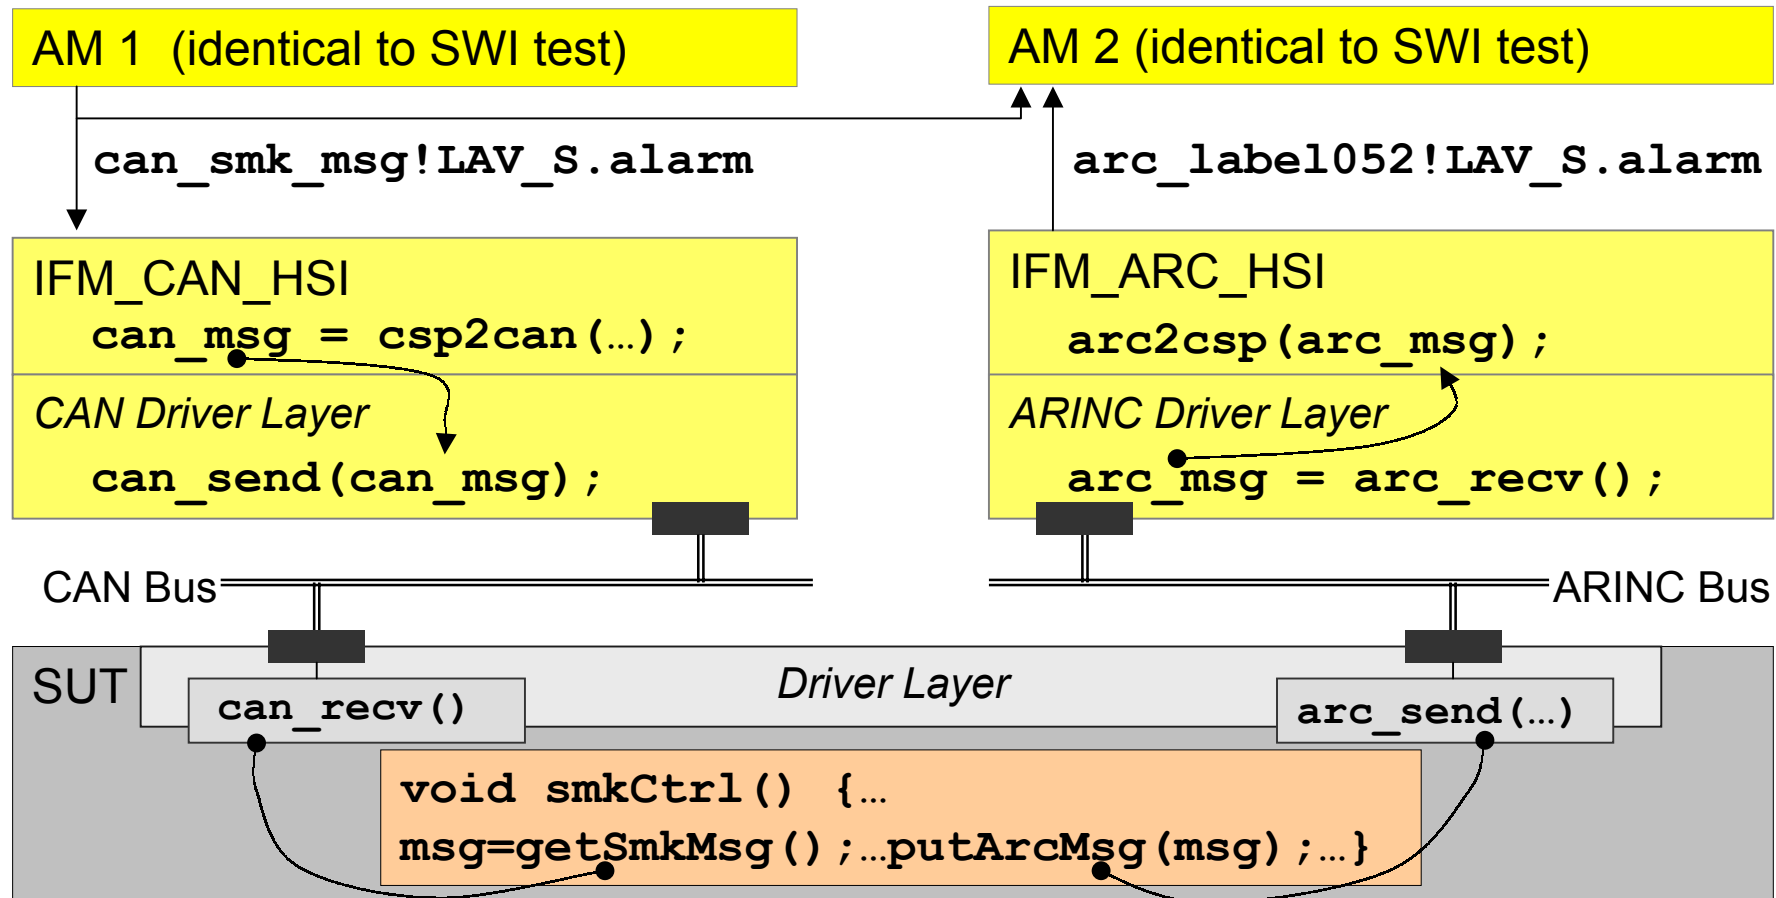 AM 1 (identical to SWI test)
AM 2 (identical to SWI test)
can_smk_msg!LAV_S.alarm
arc_label052!LAV_S.alarm
IFM_CAN_HSI
can_msg = csp2can(…);
CAN Driver Layer
can_send(can_msg);
IFM_ARC_HSI
arc2csp(arc_msg);
ARINC Driver Layer
arc_msg = arc_recv();
CAN Bus
ARINC Bus
SUT
Driver Layer
can_recv()
arc_send(…)
void smkCtrl() {…
msg=getSmkMsg();…putArcMsg(msg);…}